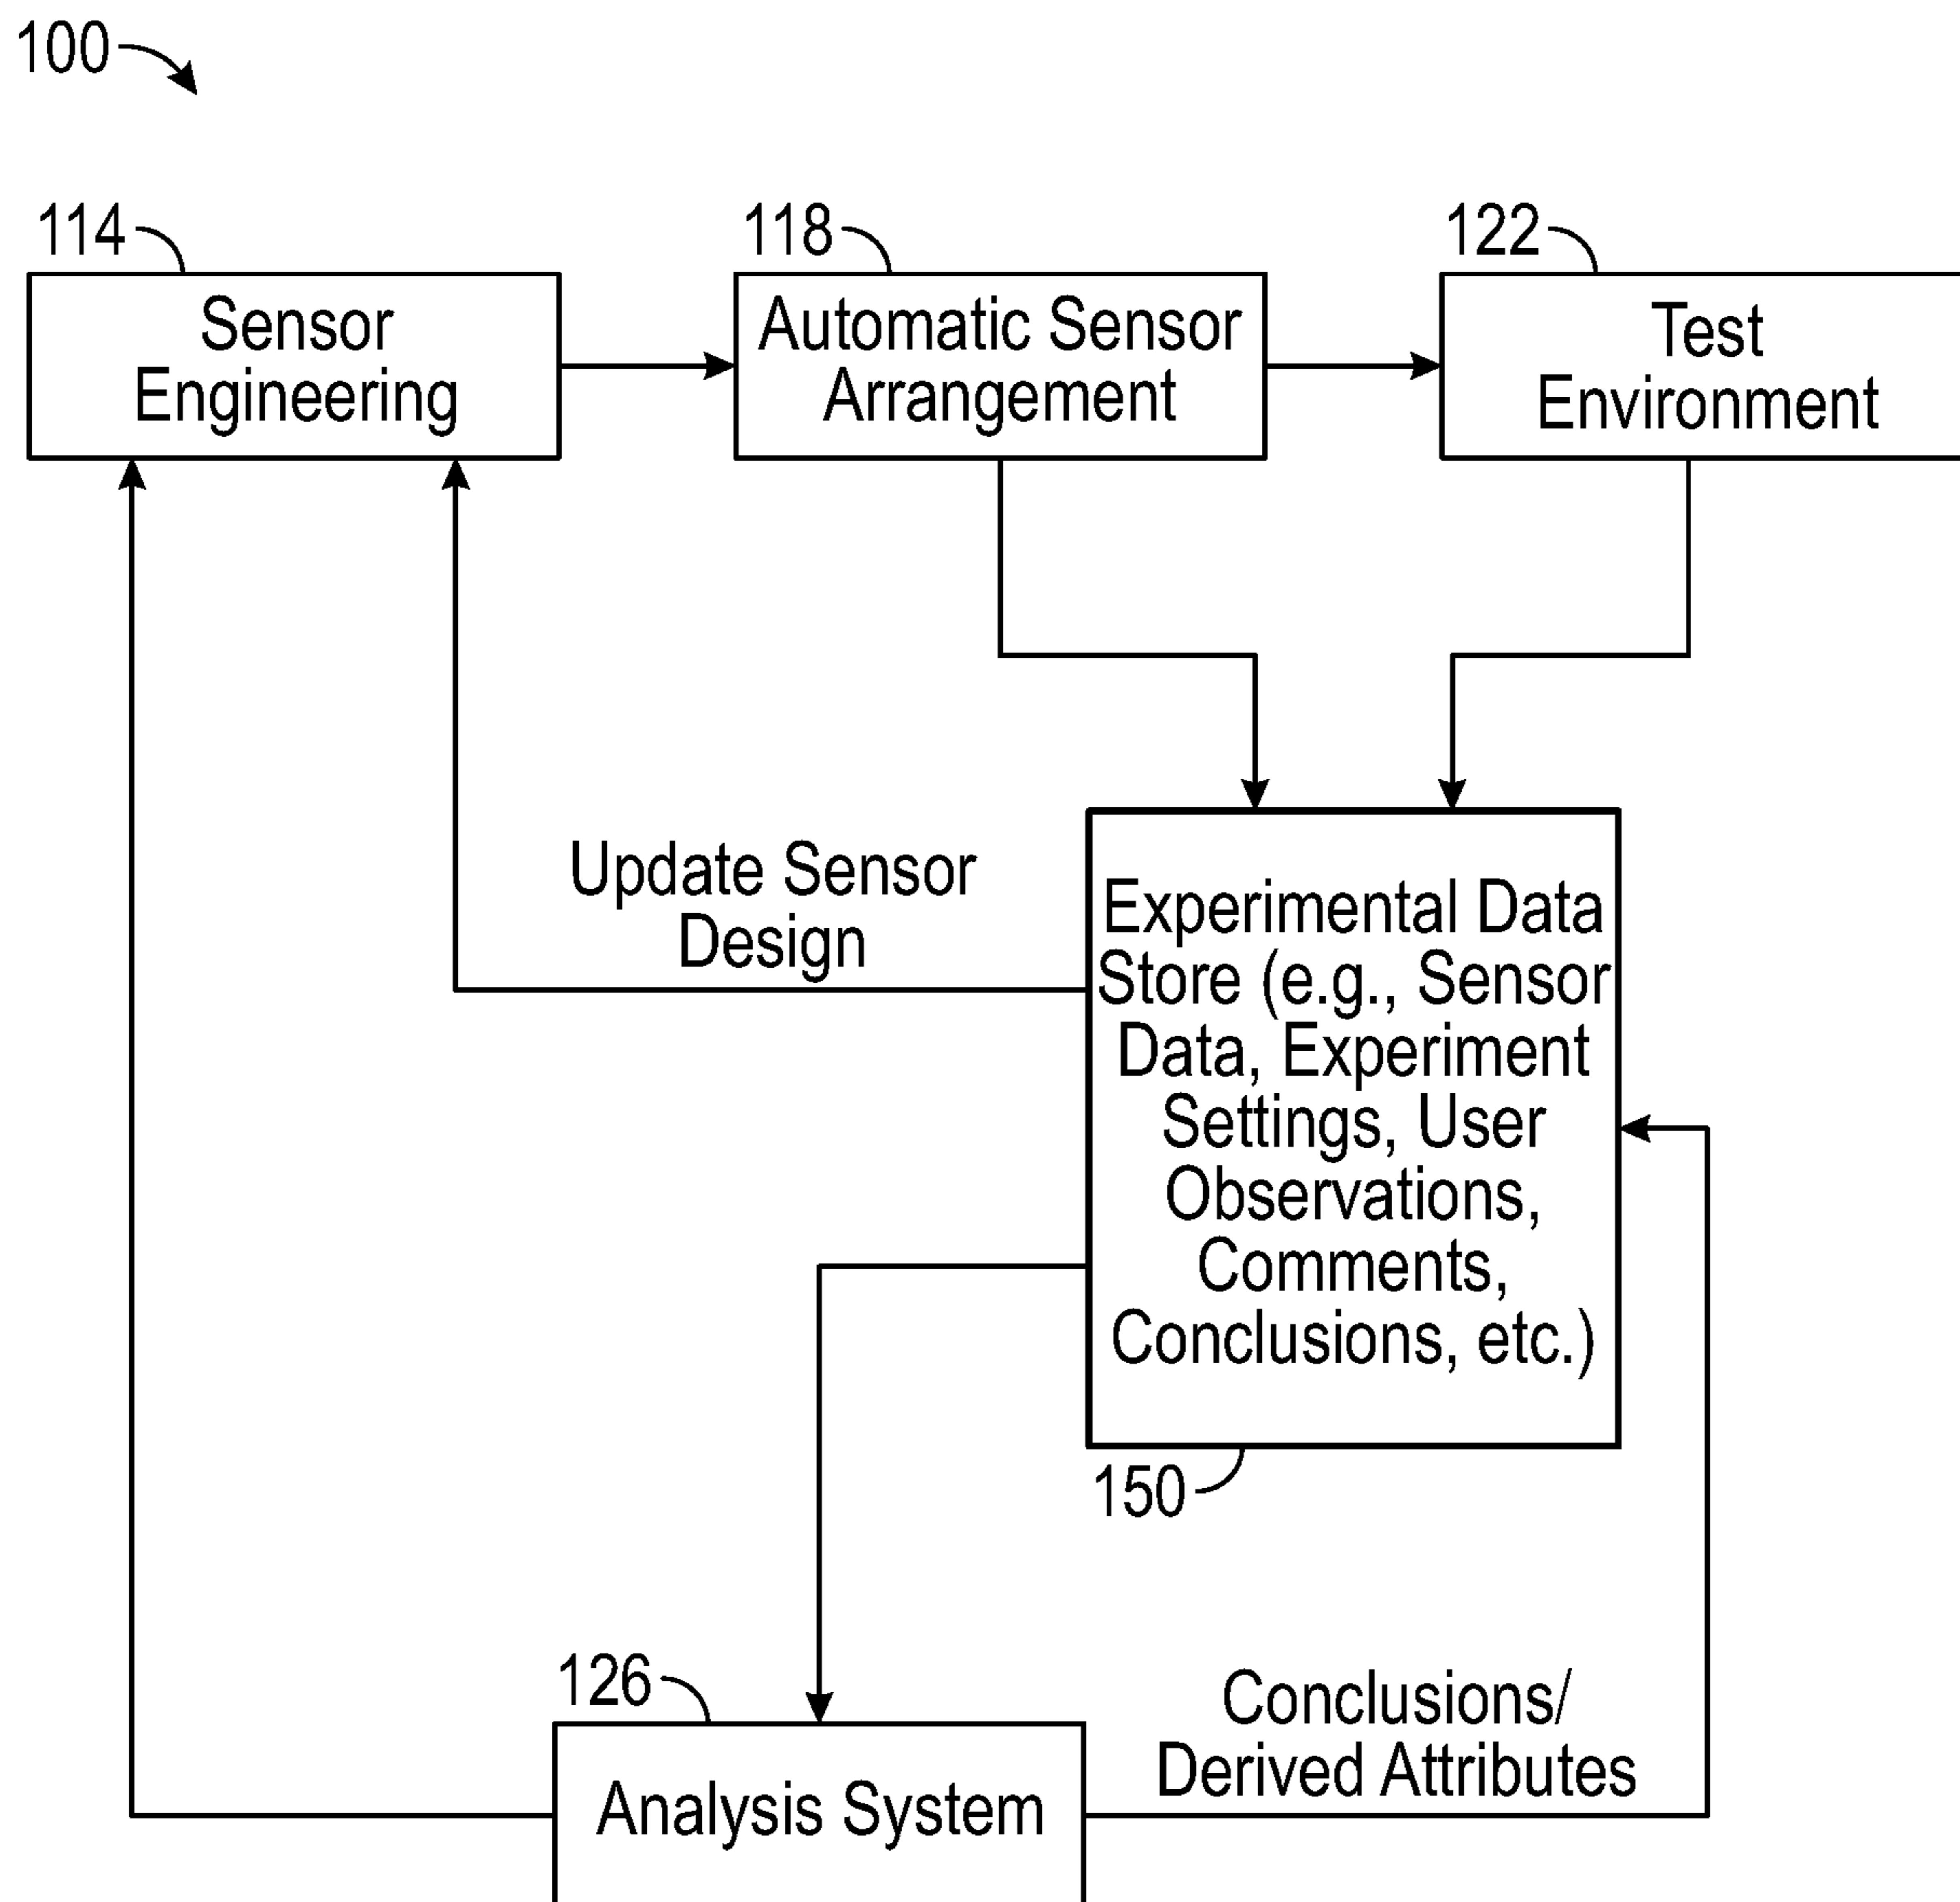 100
114
Sensor
Engineering
118
Automatic Sensor
Arrangement
122
Test
Environment
Update Sensor
Design
Experimental Data
Store (e.g., Sensor
Data, Experiment
Settings, User
Observations,
Comments,
Conclusions, etc.)
150
126
Analysis System
Conclusions/
Derived Attributes